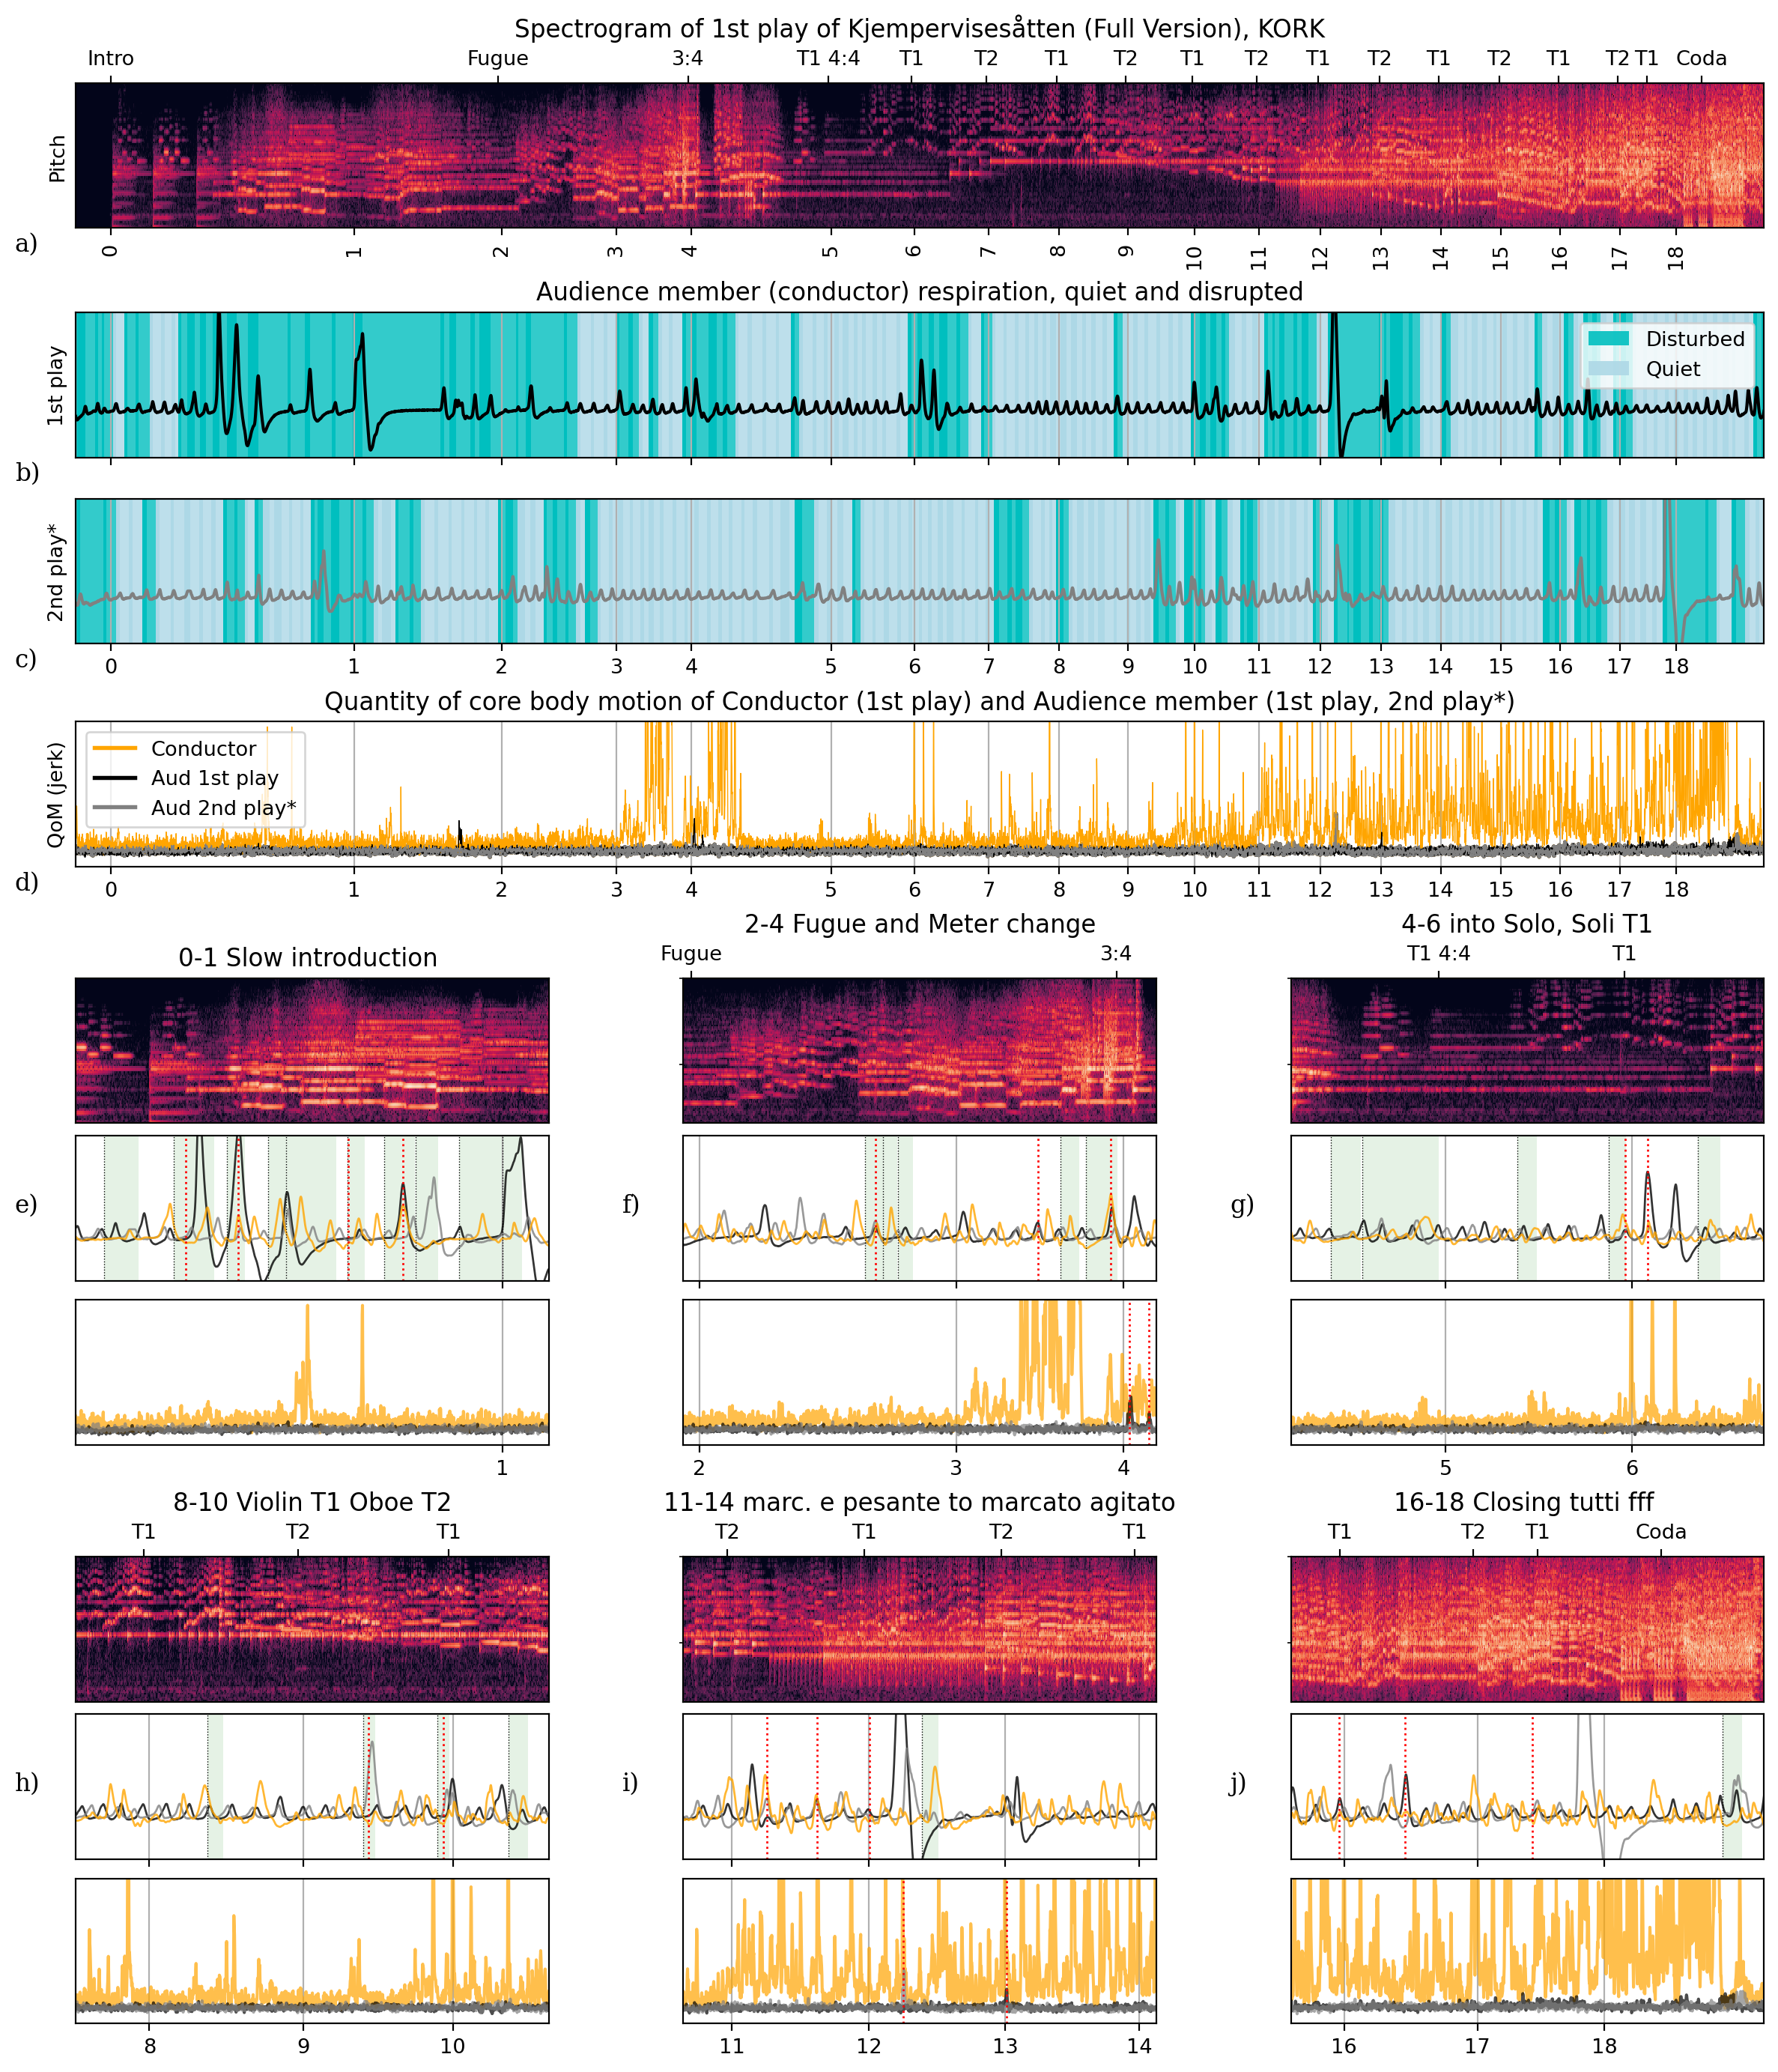 Spectrogram of 1st play of Kjempervisesåtten (Full Version), KORK
Intro Fugue 3:4 T1 4:4 T1 T2 T1 T2 T1 T2 T1 T2 T1 T2 T1 T2 T1 Coda
Pitch
a)
0 1 2 3 4 5 6 7 8 9 10 11 12 13 14 15 16 17 18
Audience member (conductor) respiration, quiet and disrupted
1st play
Disturbed
Quiet
b)
2nd play*
c)
0 1 2 3 4 5 6 7 8 9 10 11 12 13 14 15 16 17 18
Quantity of core body motion of Conductor (1st play) and Audience member (1st play, 2nd play*)
QoM (jerk)
Conductor
Aud 1st play
Aud 2nd play*
d)
0 1 2 3 4 5 6 7 8 9 10 11 12 13 14 15 16 17 18
0-1 Slow introduction
e)
1
2-4 Fugue and Meter change
Fugue 3:4
f)
2 3 4
4-6 into Solo, Soli T1
T1 4:4 T1
g)
5 6
8-10 Violin T1 Oboe T2
T1 T2 T1
h)
8 9 10
11-14 marc. e pesante to marcato agitato
T2 T1 T2 T1
i)
11 12 13 14
16-18 Closing tutti fff
T1 T2 T1 Coda
j)
16 17 18